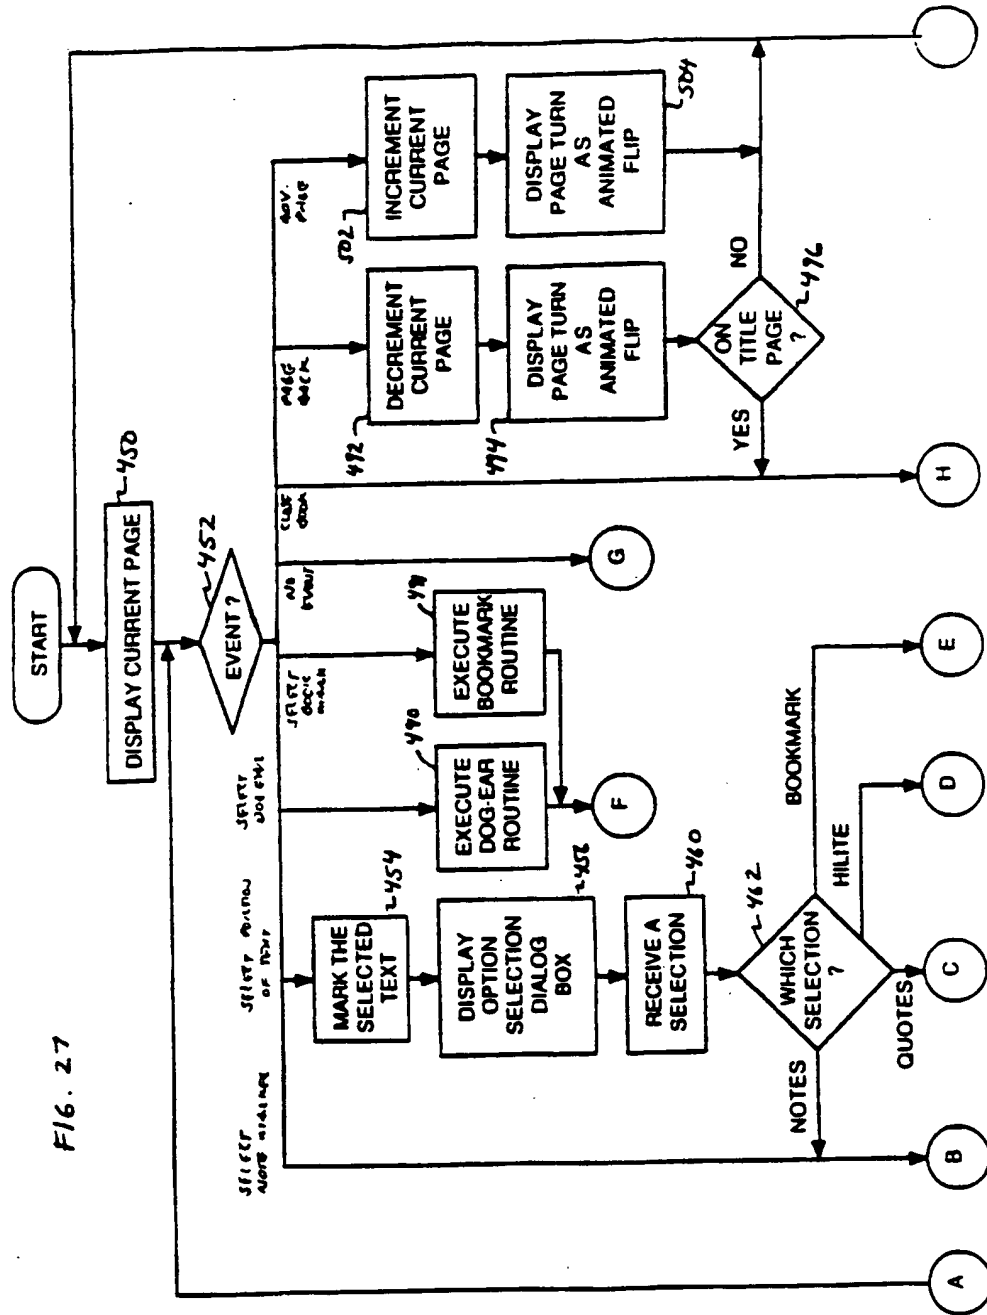 FIG. 27
START
DISPLAY CURRENT PAGE
450
EVENT ?
452
SELECT
NOTE
SELECT PORTION
OF TEXT
SELECT
DOG EAR
SELECT
BOOK
MARK
NO
EVENT
CLOSE
BOOK
PAGE
BACK
ADV.
PAGE
MARK THE
SELECTED
TEXT
454
DISPLAY
OPTION
SELECTION
DIALOG
BOX
RECEIVE A
SELECTION
460
WHICH
SELECTION
?
462
NOTES
QUOTES
HILITE
BOOKMARK
EXECUTE
DOG-EAR
ROUTINE
490
EXECUTE
BOOKMARK
ROUTINE
491
DECREMENT
CURRENT
PAGE
492
DISPLAY
PAGE TURN
AS
ANIMATED
FLIP
494
ON
TITLE
PAGE
?
496
YES
NO
INCREMENT
CURRENT
PAGE
502
DISPLAY
PAGE TURN
AS
ANIMATED
FLIP
504
A
B
C
D
E
F
G
H